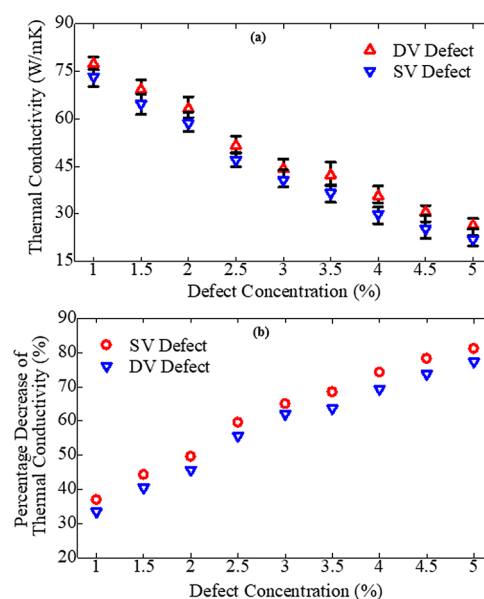 90
75
60
45
30
15
Thermal Conductivity (W/mK)
(a)
DV Defect
SV Defect
1 1.5 2 2.5 3 3.5 4 4.5 5
Defect Concentration (%)
90
80
70
60
50
40
30
20
Percentage Decrease of
Thermal Conductivity (%)
(b)
SV Defect
DV Defect
1 1.5 2 2.5 3 3.5 4 4.5 5
Defect Concentration (%)